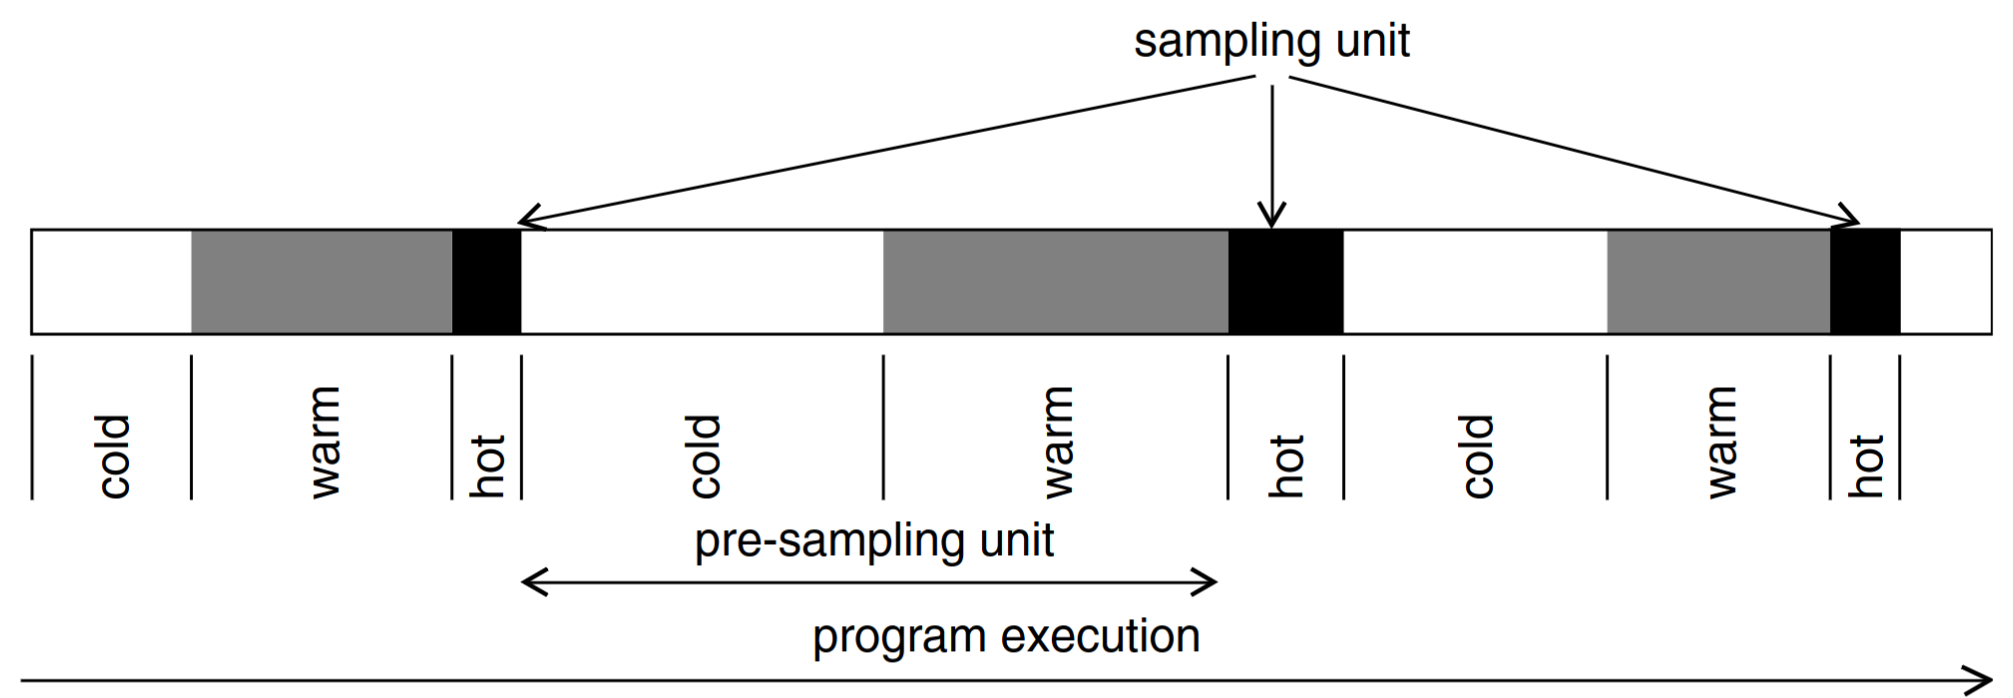 sampling unit
cold
warm
hot
cold
warm
hot
cold
warm
hot
pre-sampling unit
program execution